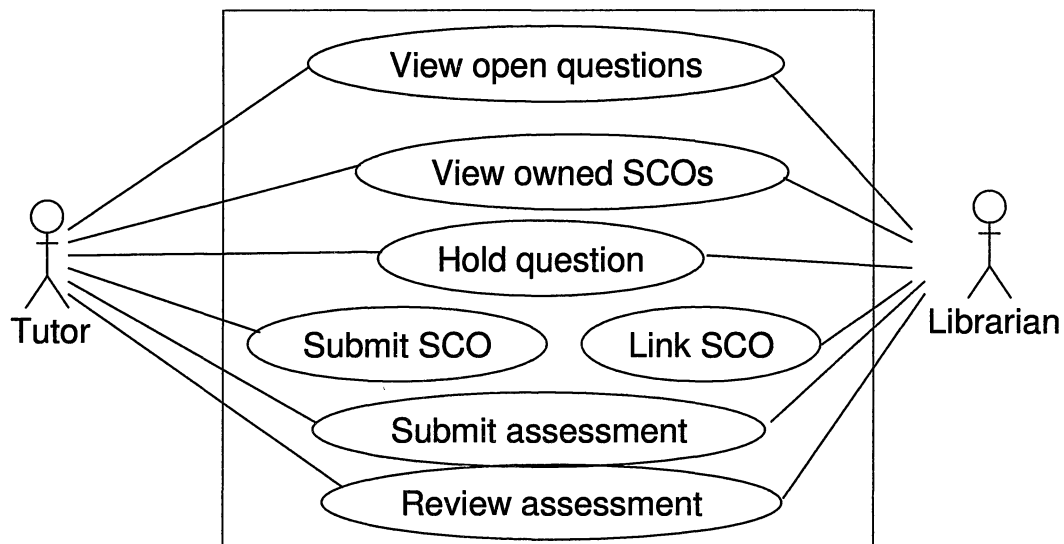 View open questions
View owned SCOs
Hold question
Tutor
Submit SCO
Link SCO
Librarian
Submit assessment
Review assessment